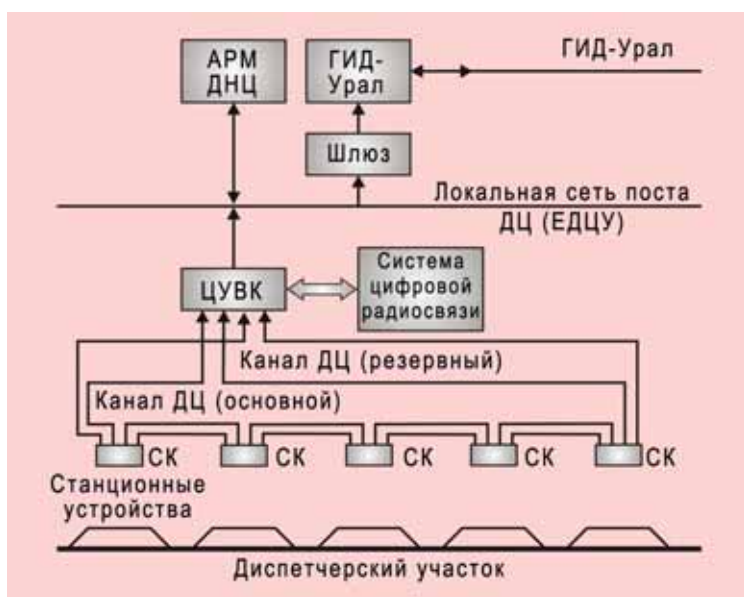 АРМ
ДНЦ
ГИД-
Урал
ГИД-Урал
Шлюз
Локальная сеть поста
ДЦ (ЕДЦУ)
ЦУВК
Система
цифровой
радиосвязи
Канал ДЦ (резервный)
Канал ДЦ (основной)
СК
СК
СК
СК
СК
Станционные
устройства
Диспетчерский участок